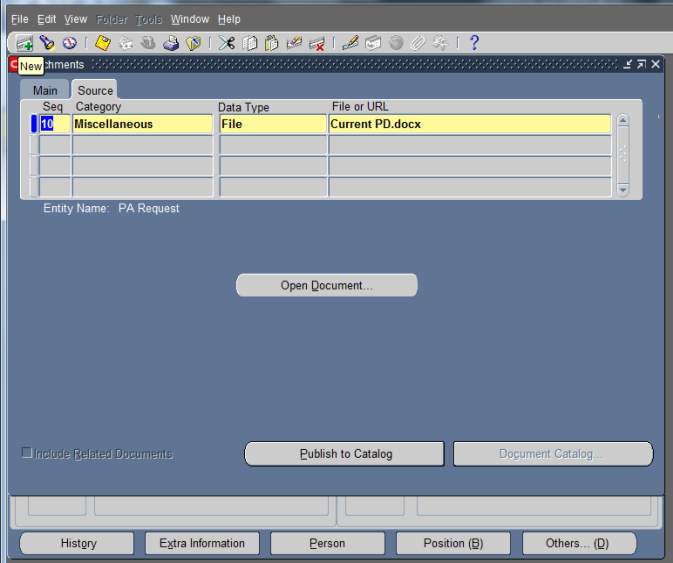 File Edit View Folder Tools Window Help
New
chments
Main Source
Seq Category Data Type File or URL
10 Miscellaneous File Current PD.docx
Entity Name: PA Request
Open Document...
Include Related Documents Publish to Catalog Document Catalog...
History Extra Information Person Position (B) Others... (D)